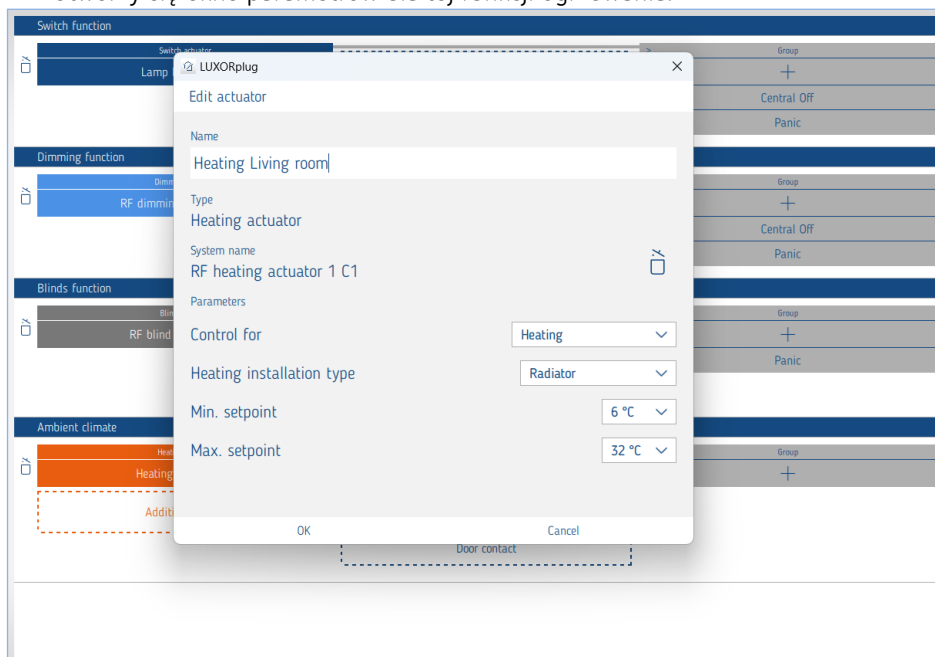 Switch function
Switch actuator
Group
Lamp
Central Off
Panic
LUXORplug
Edit actuator
Name
Heating Living room
Type
Heating actuator
System name
RF heating actuator 1 C1
Parameters
Control for Heating
Heating installation type Radiator
Min. setpoint 6 °C
Max. setpoint 32 °C
OK Cancel
Dimming function
Dimm
Group
RF dimmin
Central Off
Panic
Blinds function
Blin
Group
RF blind
Panic
Ambient climate
Heat
Group
Heating
Additi
Door contact